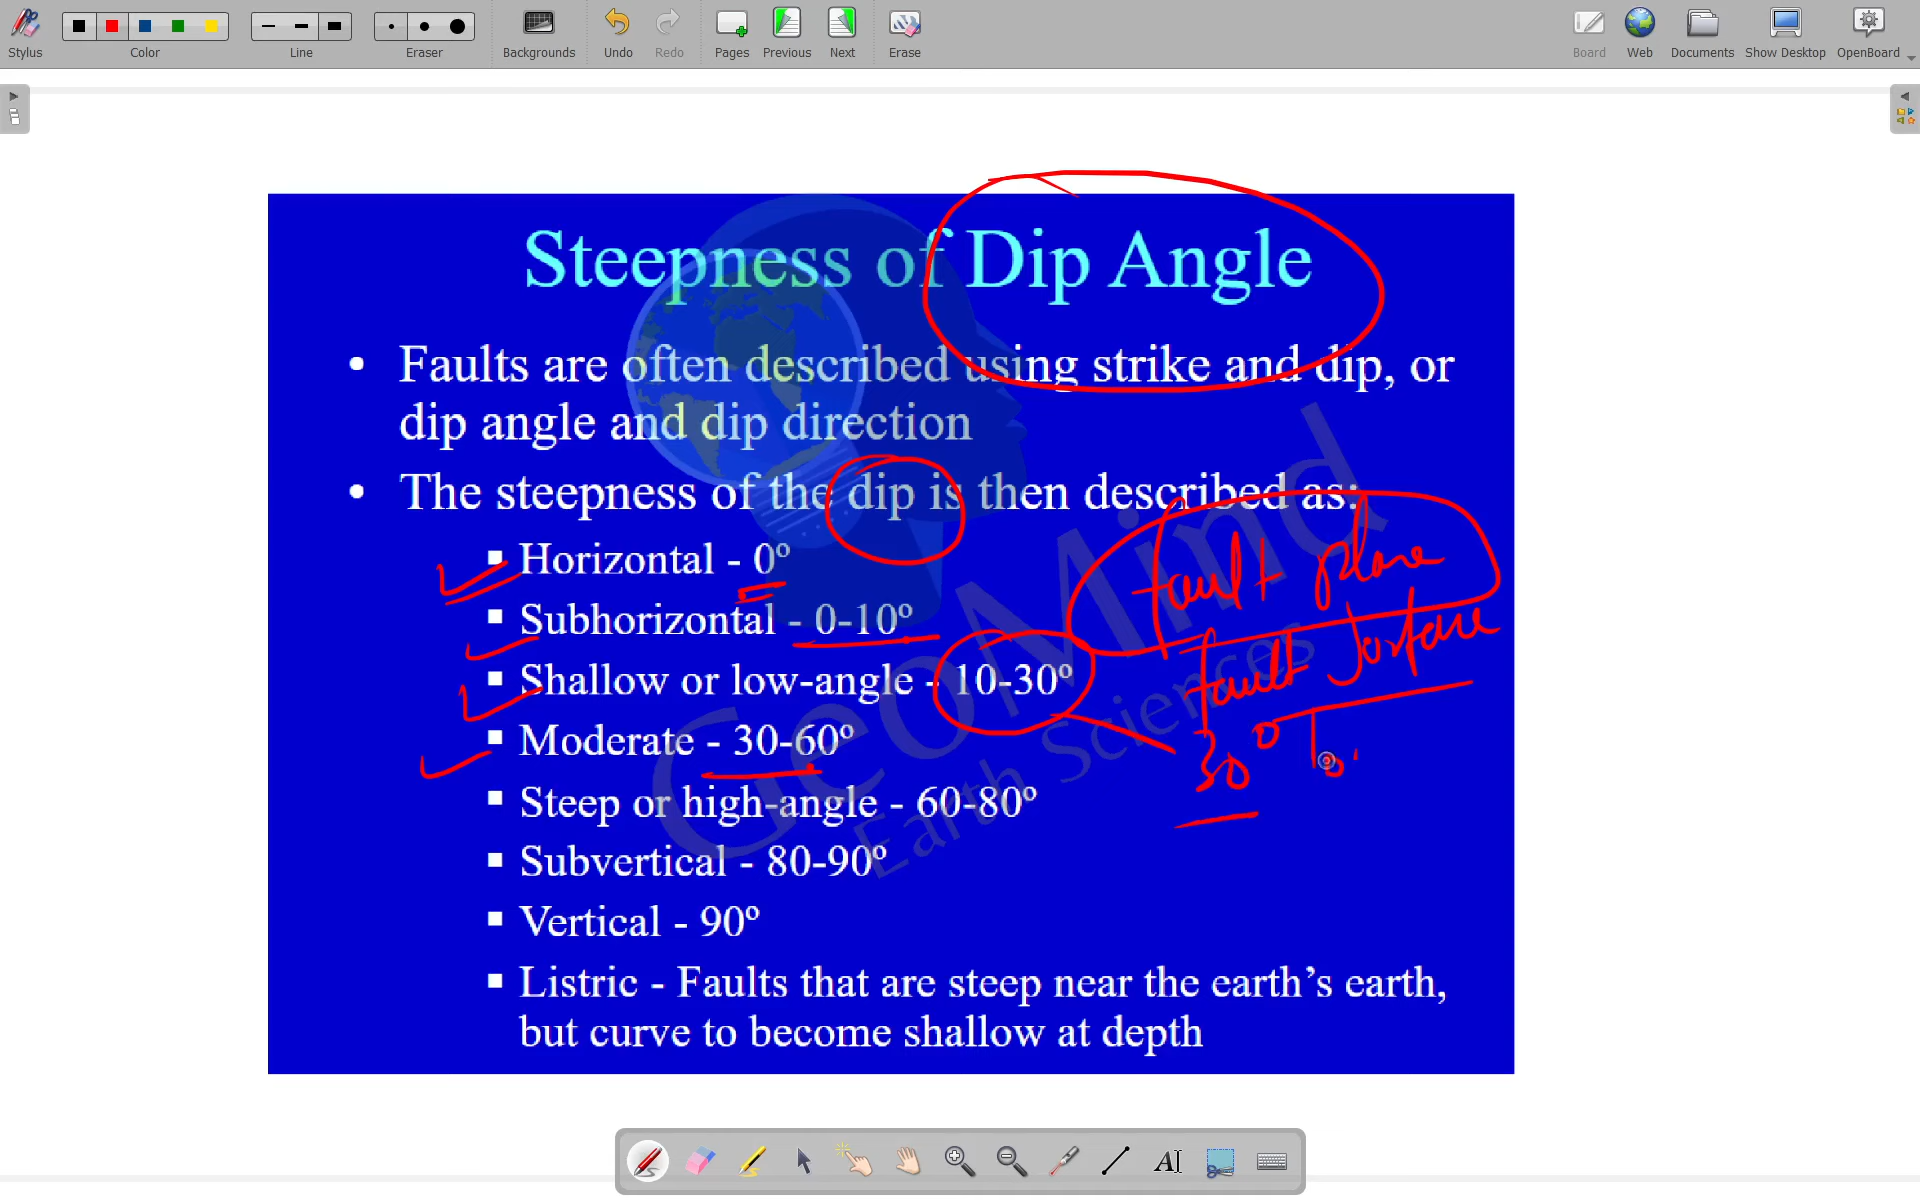 Stylus Color Line Eraser Backgrounds Undo Redo Pages Previous Next Erase Board Web Documents Show Desktop OpenBoard
Steepness of Dip Angle
• Faults are often described using strike and dip, or
dip angle and dip direction
• The steepness of the dip is then described as:
▪ Horizontal - 0º
▪ Subhorizontal - 0-10º
▪ Shallow or low-angle - 10-30º
▪ Moderate - 30-60º
▪ Steep or high-angle - 60-80º
▪ Subvertical - 80-90º
▪ Vertical - 90º
▪ Listric - Faults that are steep near the earth’s earth,
but curve to become shallow at depth
fault plane
fault
30º
GeoMind
Earth Sciences